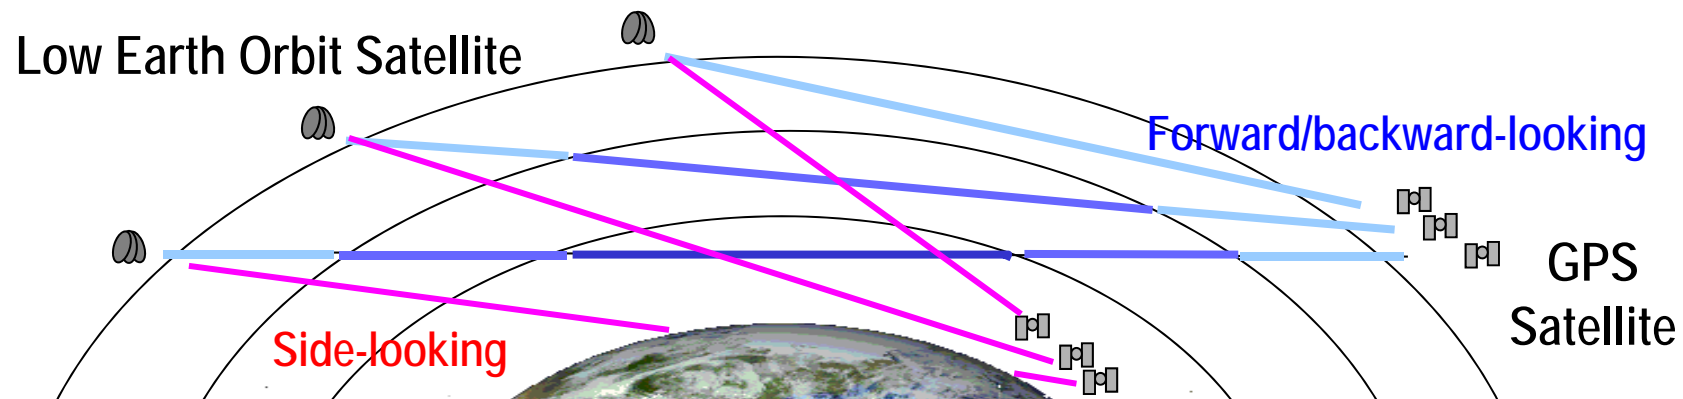 Low Earth Orbit Satellite
Forward/backward-looking
GPS
Satellite
Side-looking